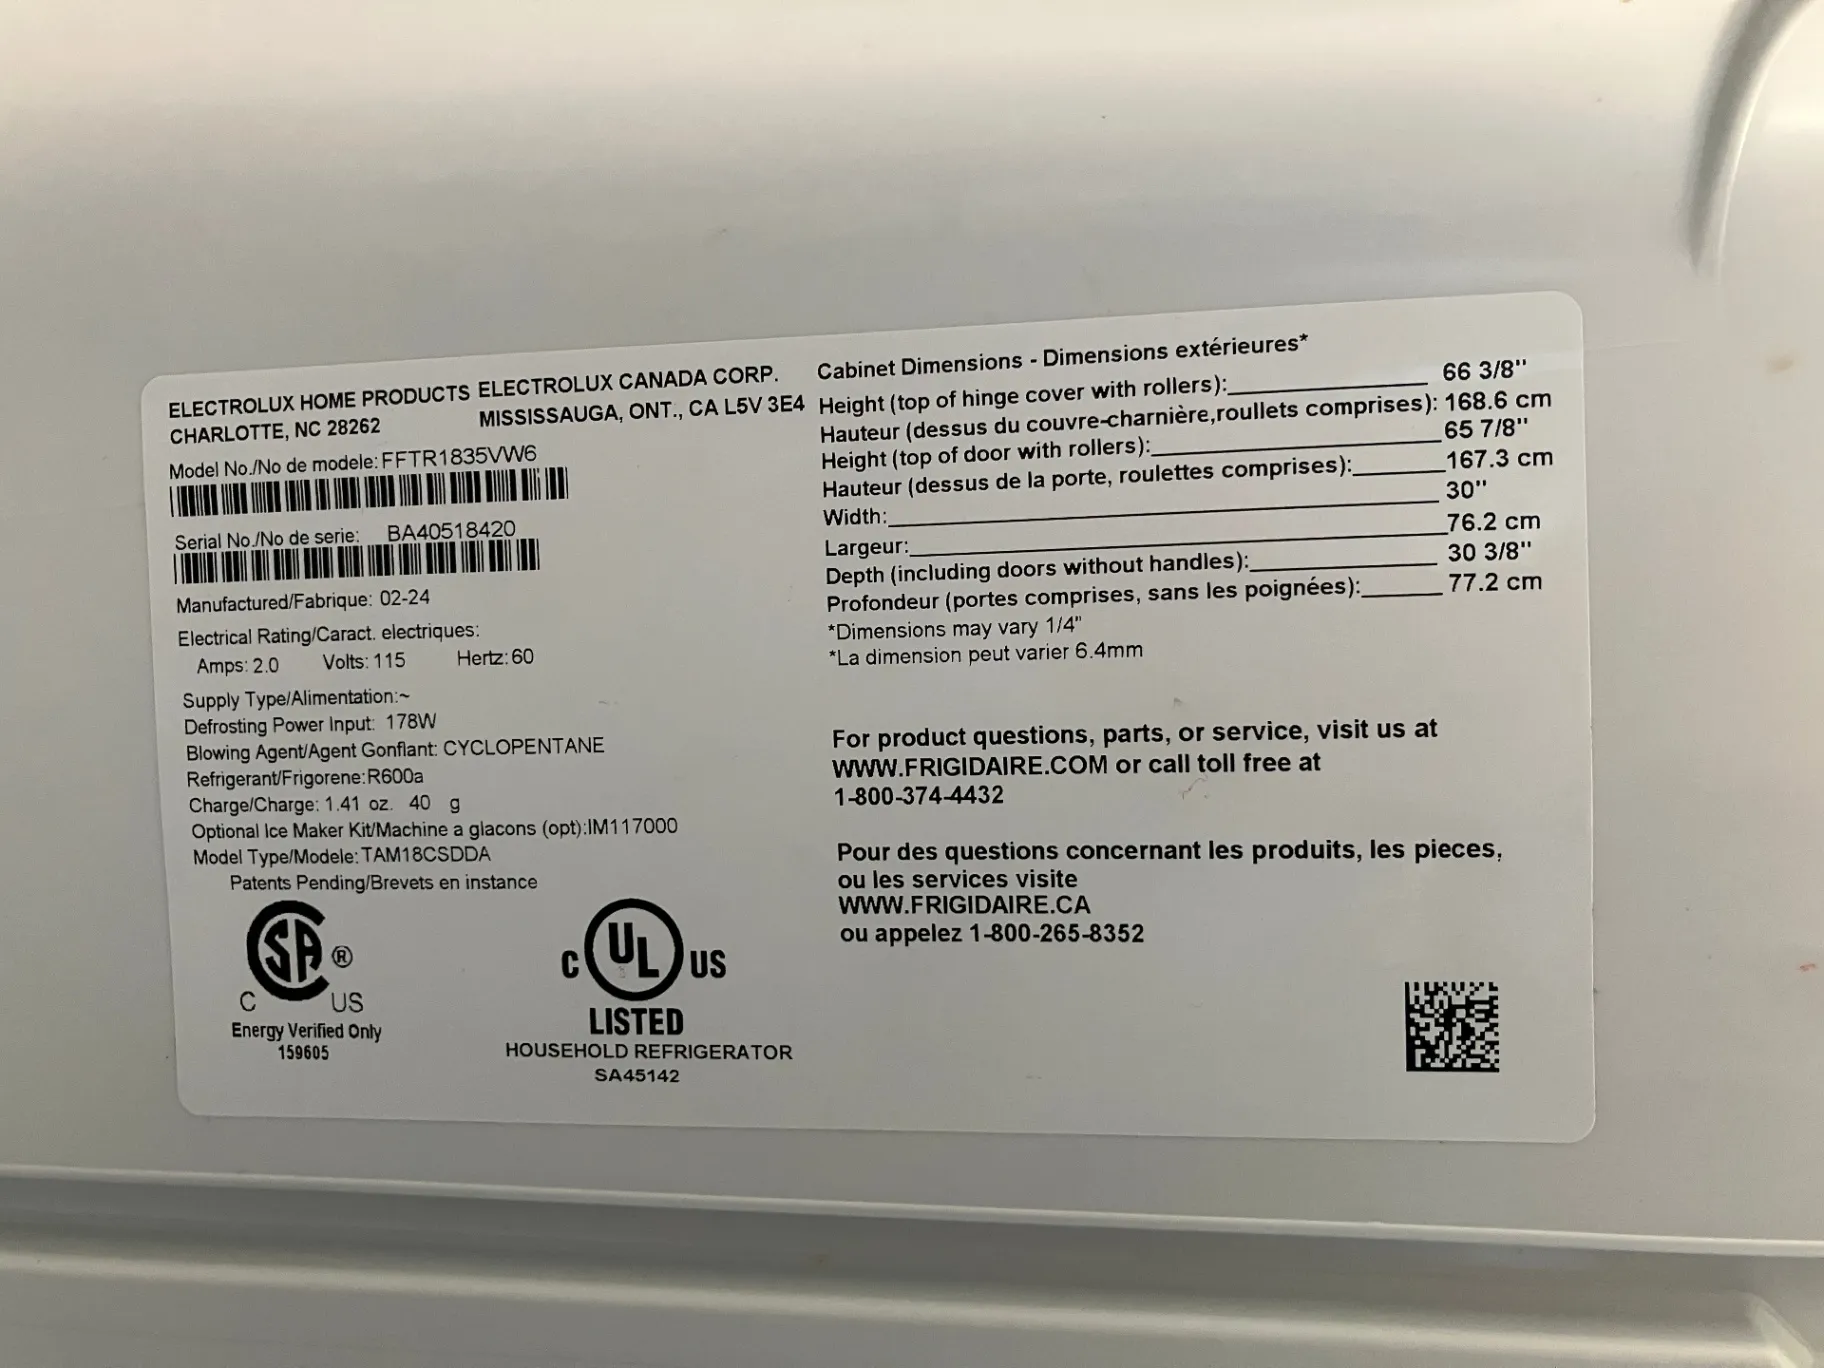 ELECTROLUX HOME PRODUCTS
CHARLOTTE, NC 28262
ELECTROLUX CANADA CORP.
MISSISSAUGA, ONT., CA L5V 3E4
Model No./No de modele: FFTR1835VW6
Serial No./No de serie: BA40518420
Manufactured/Fabrique: 02-24
Electrical Rating/Caract. electriques:
Amps: 2.0 Volts: 115 Hertz: 60
Supply Type/Alimentation:~
Defrosting Power Input: 178W
Blowing Agent/Agent Gonflant: CYCLOPENTANE
Refrigerant/Frigorene: R600a
Charge/Charge: 1.41 oz. 40 g
Optional Ice Maker Kit/Machine a glacons (opt):IM117000
Model Type/Modele: TAM18CSDDA
Patents Pending/Brevets en instance
SA ®
C US
Energy Verified Only
159605
C UL US
LISTED
HOUSEHOLD REFRIGERATOR
SA45142
Cabinet Dimensions - Dimensions extérieures*
Height (top of hinge cover with rollers): 66 3/8"
Hauteur (dessus du couvre-charnière,roullets comprises): 168.6 cm
Height (top of door with rollers): 65 7/8"
Hauteur (dessus de la porte, roulettes comprises): 167.3 cm
Width: 30"
Largeur: 76.2 cm
Depth (including doors without handles): 30 3/8"
Profondeur (portes comprises, sans les poignées): 77.2 cm
*Dimensions may vary 1/4"
*La dimension peut varier 6.4mm
For product questions, parts, or service, visit us at
WWW.FRIGIDAIRE.COM or call toll free at
1-800-374-4432
Pour des questions concernant les produits, les pieces,
ou les services visite
WWW.FRIGIDAIRE.CA
ou appelez 1-800-265-8352